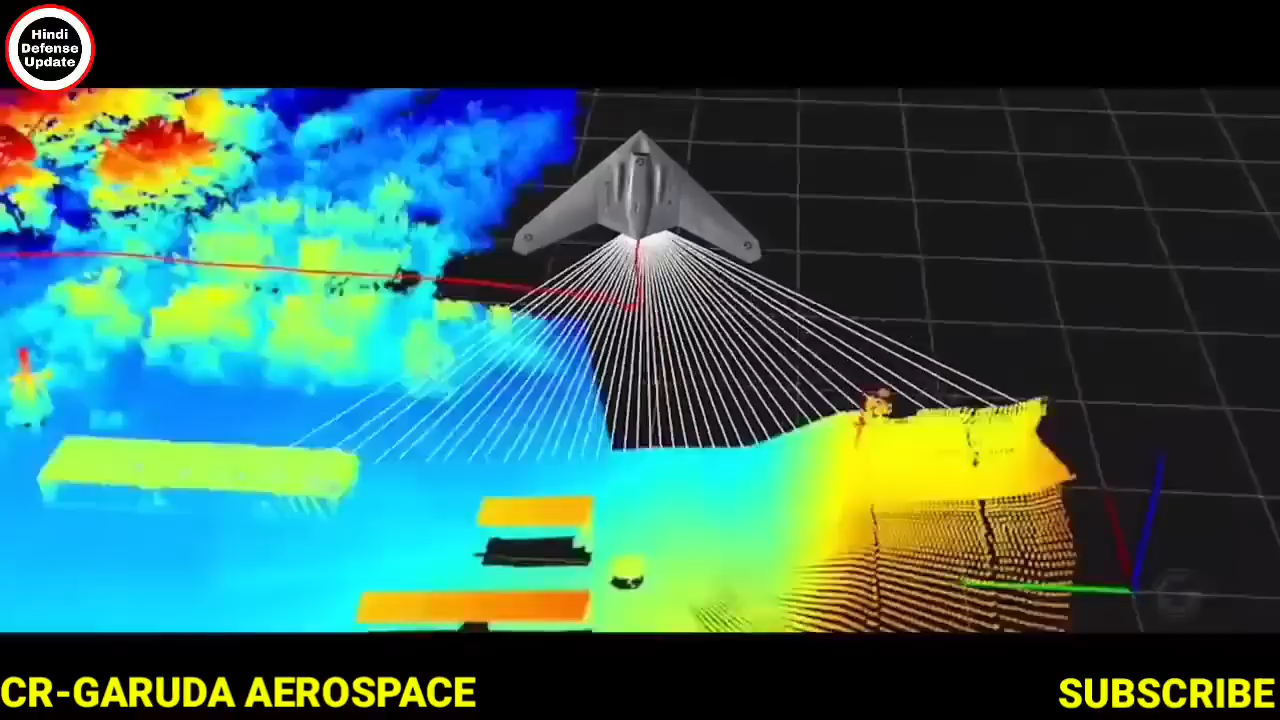 Hindi
Defense
Update
CR-GARUDA AEROSPACE
SUBSCRIBE